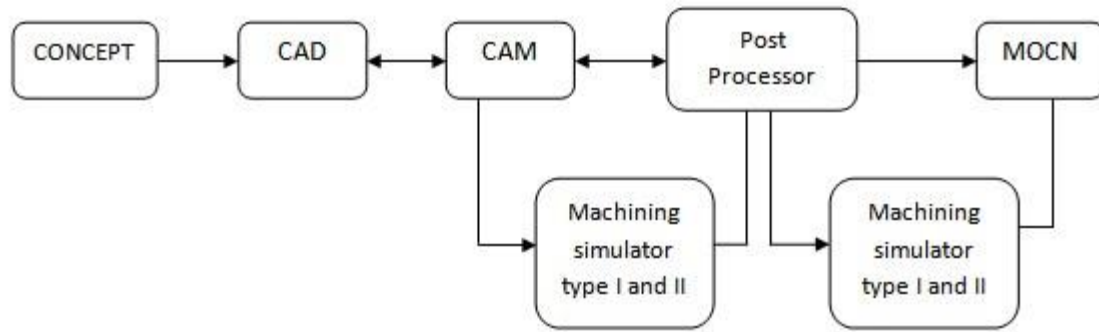 CONCEPT
CAD
CAM
Post
Processor
MOCN
Machining
simulator
type I and II
Machining
simulator
type I and II